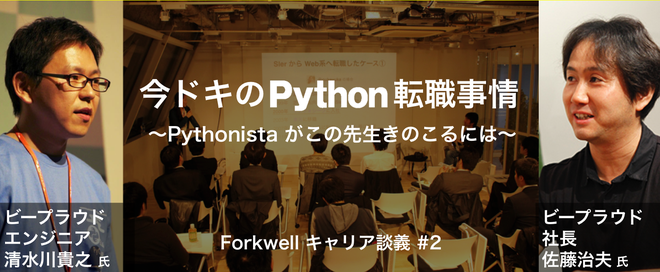 今ドキのPython転職事情
〜Pythonista がこの先生きのこるには〜
Forkwell キャリア談義 #2
ビープラウド
エンジニア
清水川貴之 氏
ビープラウド
社長
佐藤治夫 氏